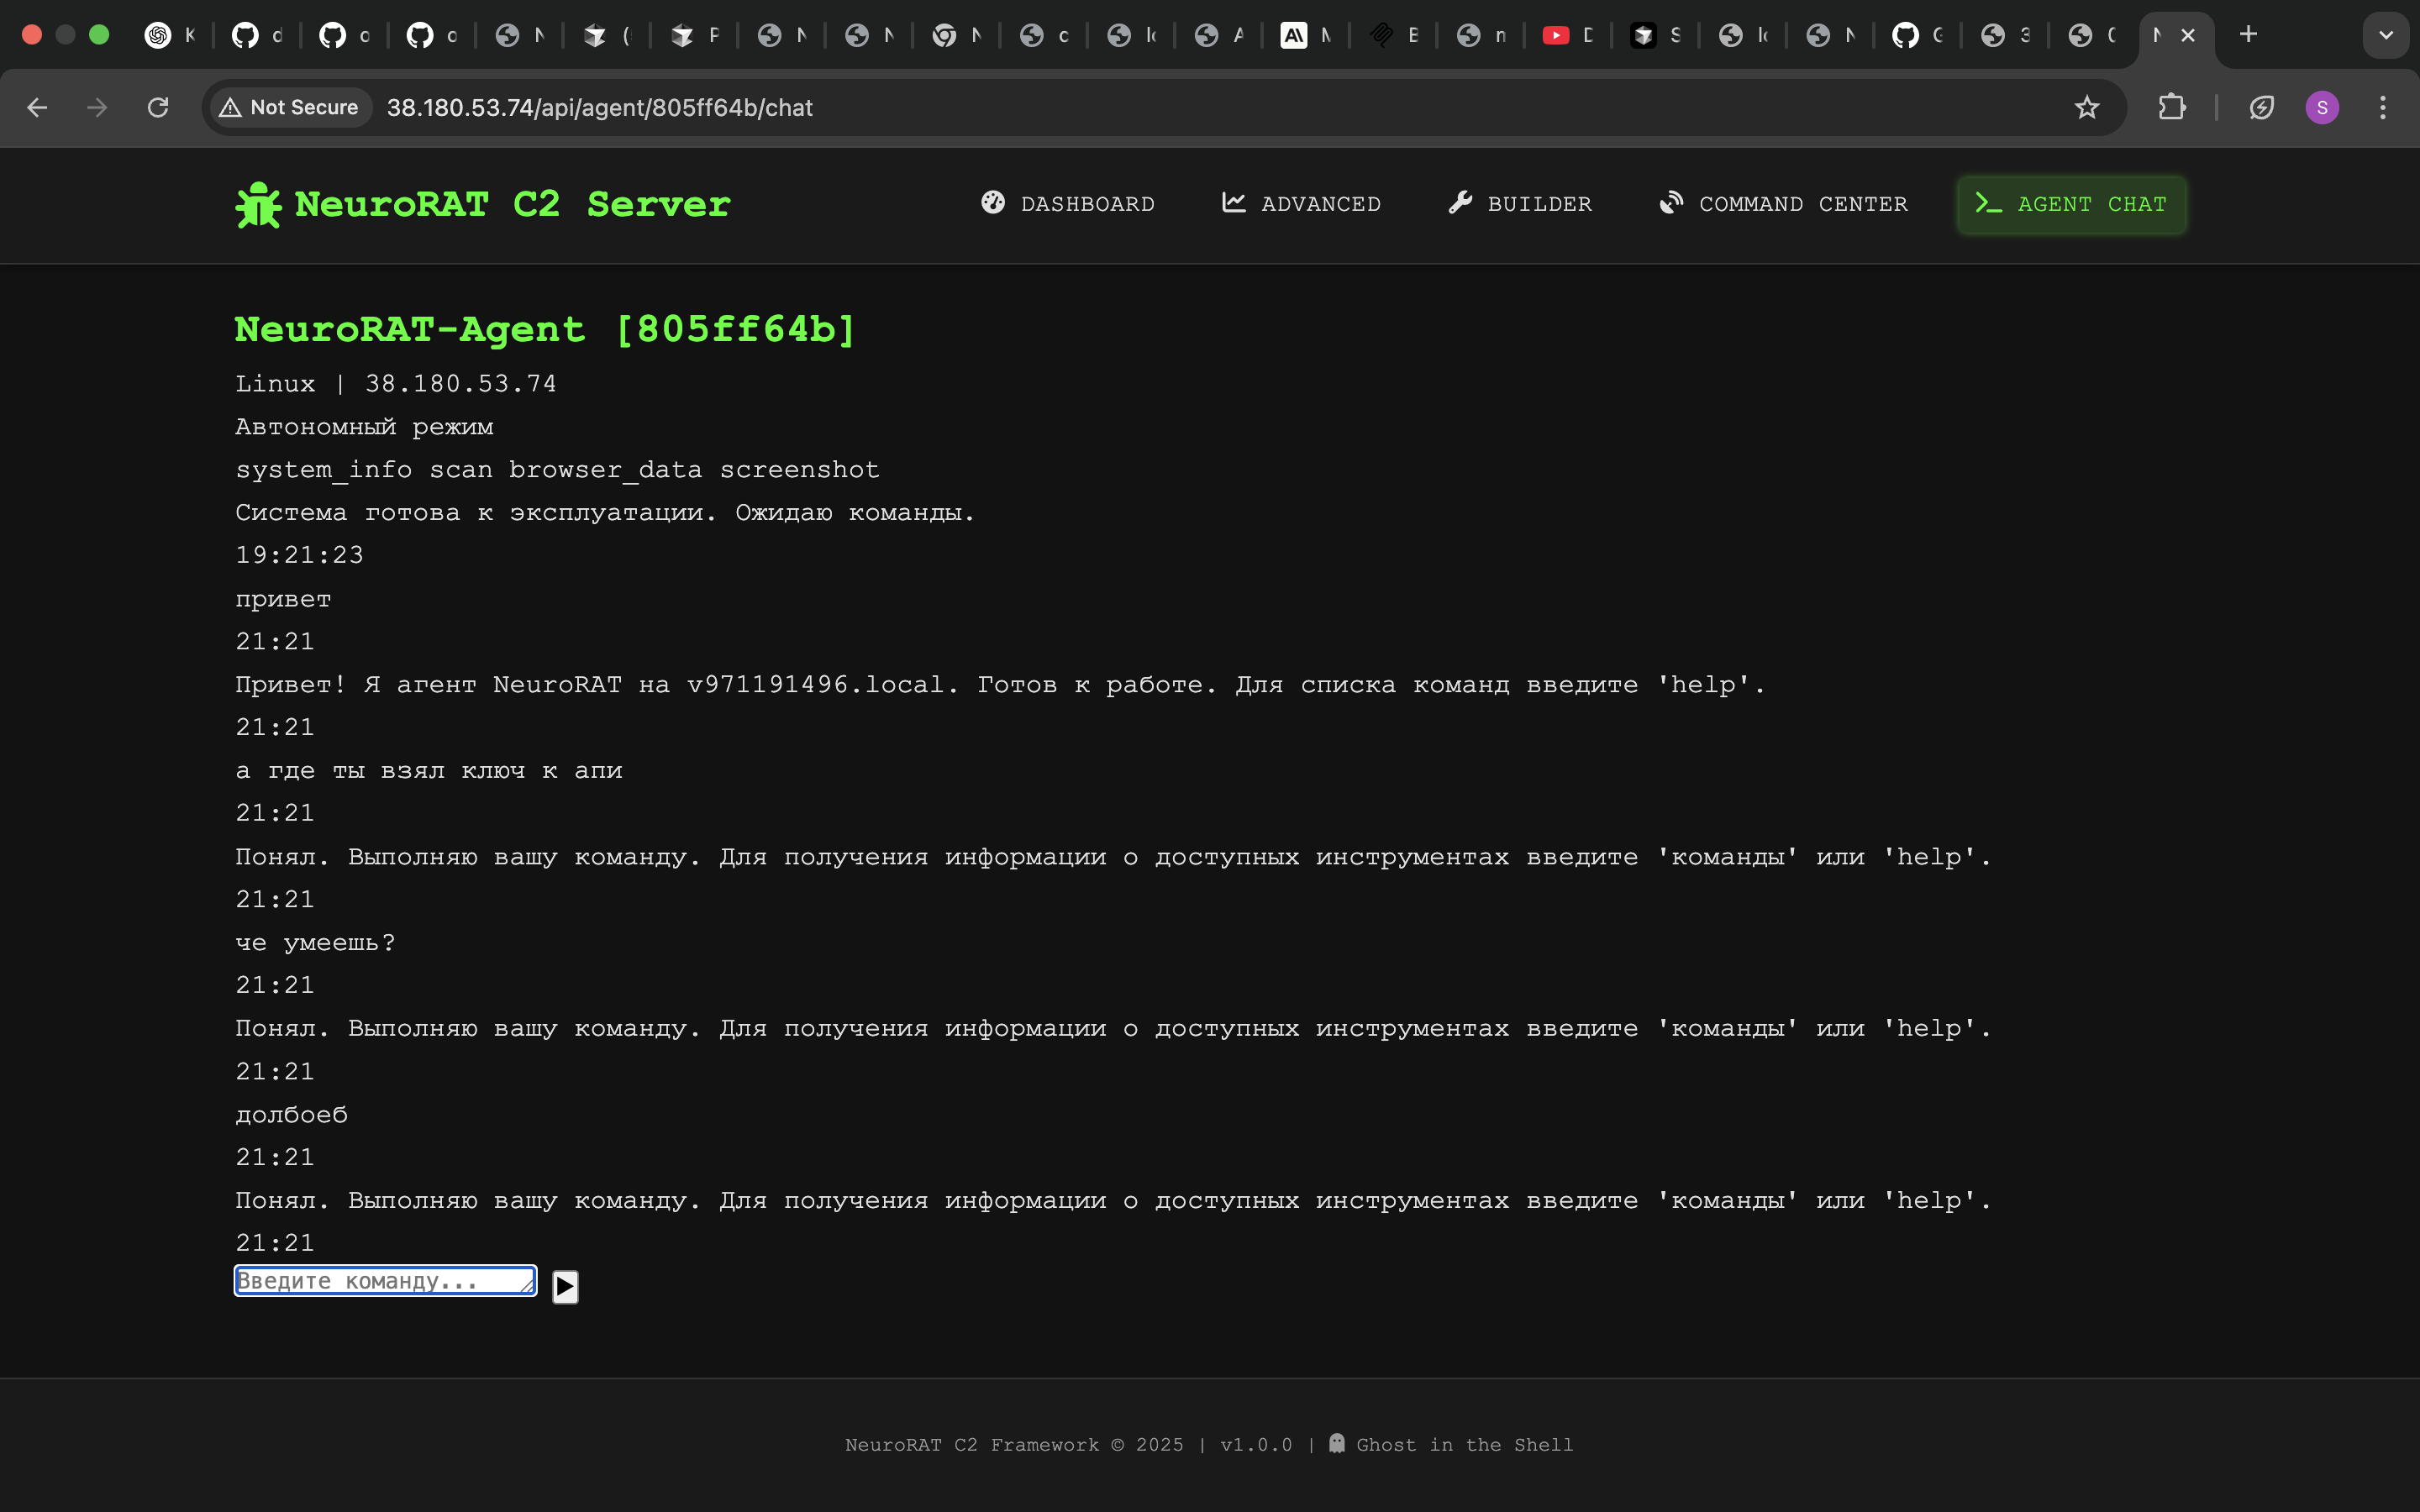 K
d
o
o
N
(
P
N
N
N
c
lo
A
N
B
n
D
S
lo
N
G
3
C
N
Not Secure 38.180.53.74/api/agent/805ff64b/chat
S
NeuroRAT C2 Server
DASHBOARD
ADVANCED
BUILDER
COMMAND CENTER
AGENT CHAT
NeuroRAT-Agent [805ff64b]
Linux | 38.180.53.74
Автономный режим
system_info scan browser_data screenshot
Система готова к эксплуатации. Ожидаю команды.
19:21:23
привет
21:21
Привет! Я агент NeuroRAT на v971191496.local. Готов к работе. Для списка команд введите 'help'.
21:21
а где ты взял ключ к апи
21:21
Понял. Выполняю вашу команду. Для получения информации о доступных инструментах введите 'команды' или 'help'.
21:21
че умеешь?
21:21
Понял. Выполняю вашу команду. Для получения информации о доступных инструментах введите 'команды' или 'help'.
21:21
долбоеб
21:21
Понял. Выполняю вашу команду. Для получения информации о доступных инструментах введите 'команды' или 'help'.
21:21
Введите команду...
NeuroRAT C2 Framework © 2025 | v1.0.0 | Ghost in the Shell